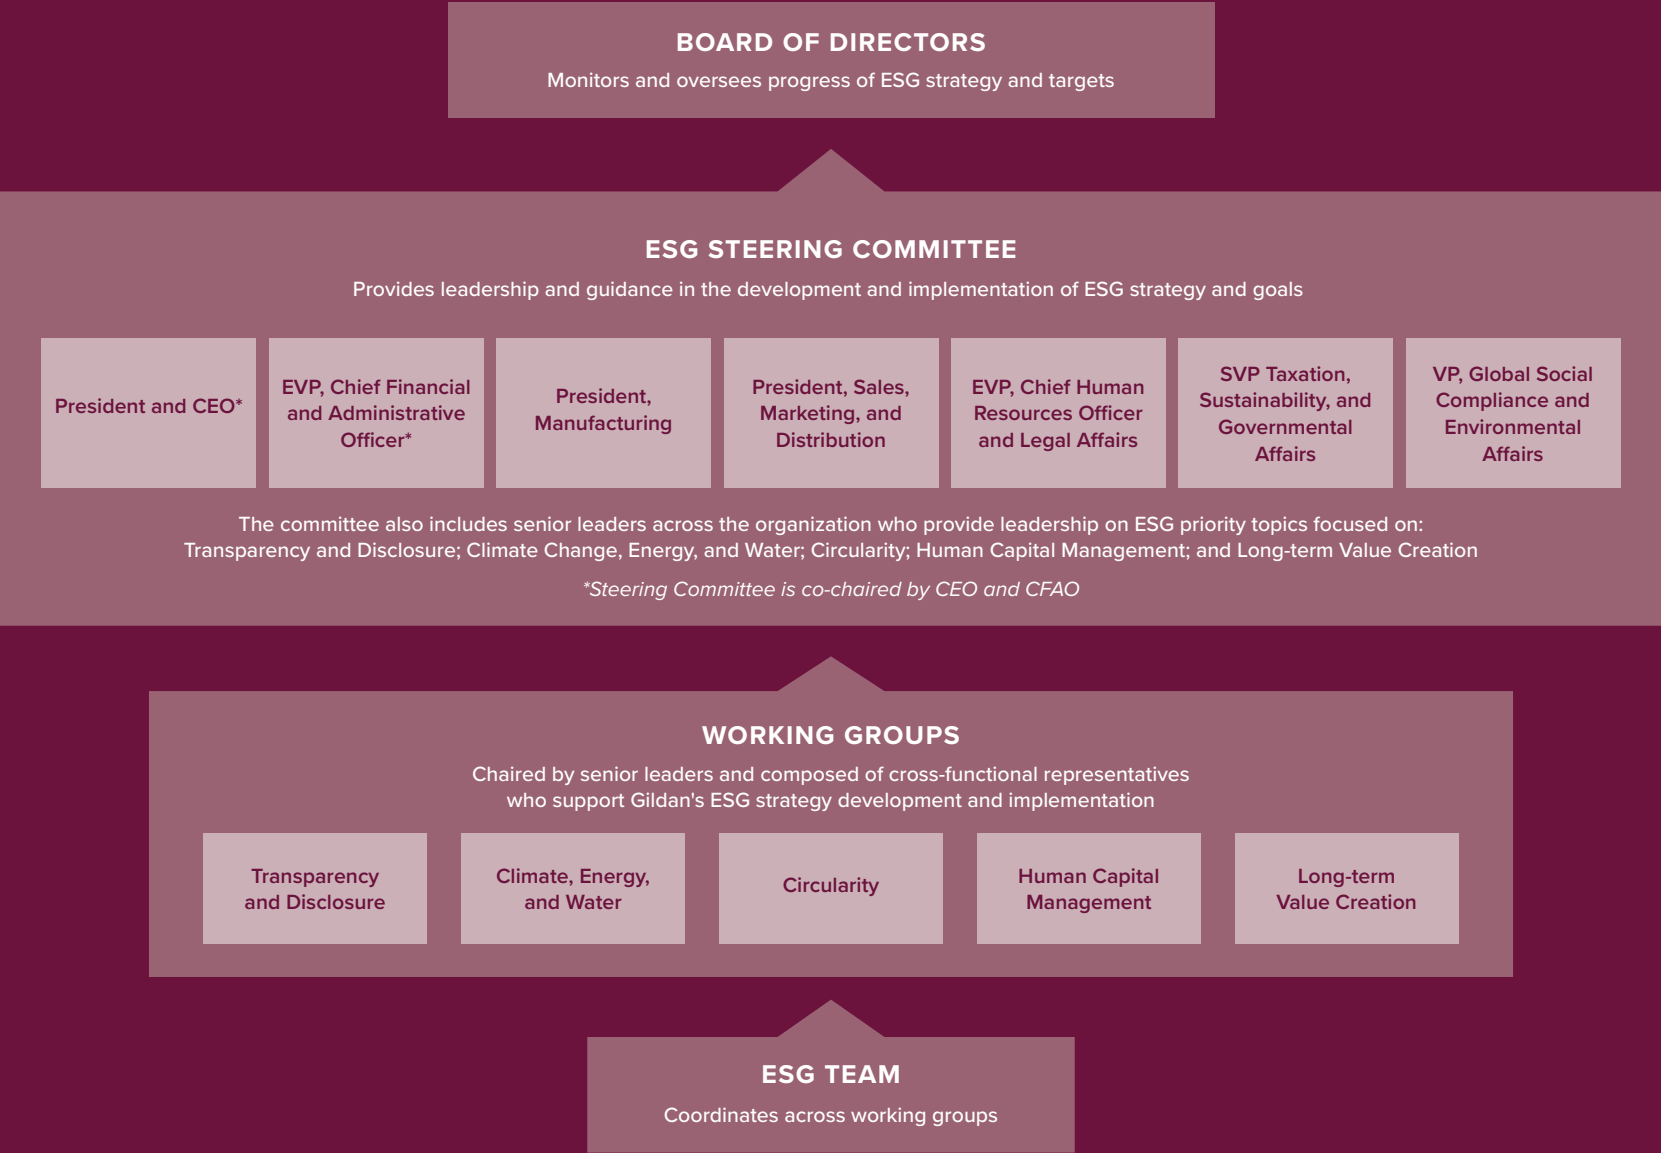 BOARD OF DIRECTORS
Monitors and oversees progress of ESG strategy and targets
ESG STEERING COMMITTEE
Provides leadership and guidance in the development and implementation of ESG strategy and goals
President and CEO*
EVP, Chief Financial
and Administrative
Officer*
President,
Manufacturing
President, Sales,
Marketing, and
Distribution
EVP, Chief Human
Resources Officer
and Legal Affairs
SVP Taxation,
Sustainability, and
Governmental
Affairs
VP, Global Social
Compliance and
Environmental
Affairs
The committee also includes senior leaders across the organization who provide leadership on ESG priority topics focused on:
Transparency and Disclosure; Climate Change, Energy, and Water; Circularity; Human Capital Management; and Long-term Value Creation
*Steering Committee is co-chaired by CEO and CFAO
WORKING GROUPS
Chaired by senior leaders and composed of cross-functional representatives
who support Gildan's ESG strategy development and implementation
Transparency
and Disclosure
Climate, Energy,
and Water
Circularity
Human Capital
Management
Long-term
Value Creation
ESG TEAM
Coordinates across working groups